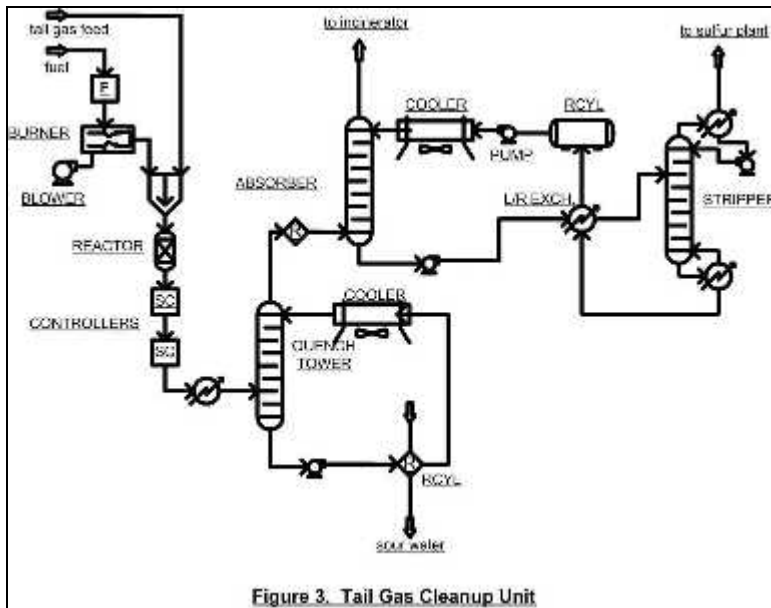 tail gas feed
fuel
F
BURNER
BLOWER
REACTOR
SC
CONTROLLERS
SC
to incinerator
ABSORBER
COOLER
PUMP
RCYL
L/R EXCH.
to sulfur plant
STRIPPER
R
COOLER
QUENCH
TOWER
R
RCYL
sour water
Figure 3. Tail Gas Cleanup Unit